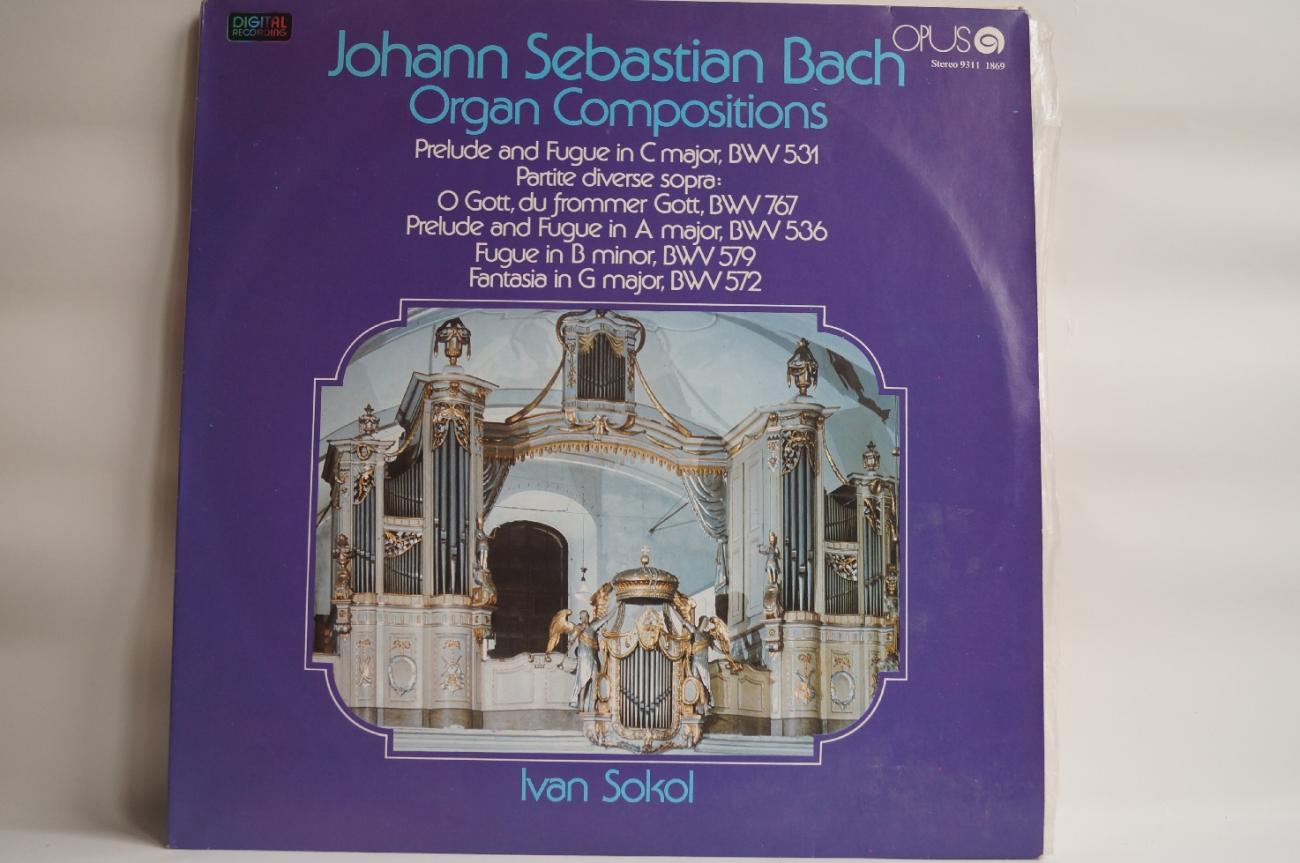 DIGITAL
RECORDING
OPUS
Stereo 9311 1869
Johann Sebastian Bach
Organ Compositions
Prelude and Fugue in C major, BWV 531
Partite diverse sopra:
O Gott, du frommer Gott, BWV 767
Prelude and Fugue in A major, BWV 536
Fugue in B minor, BWV 579
Fantasia in G major, BWV 572
Ivan Sokol